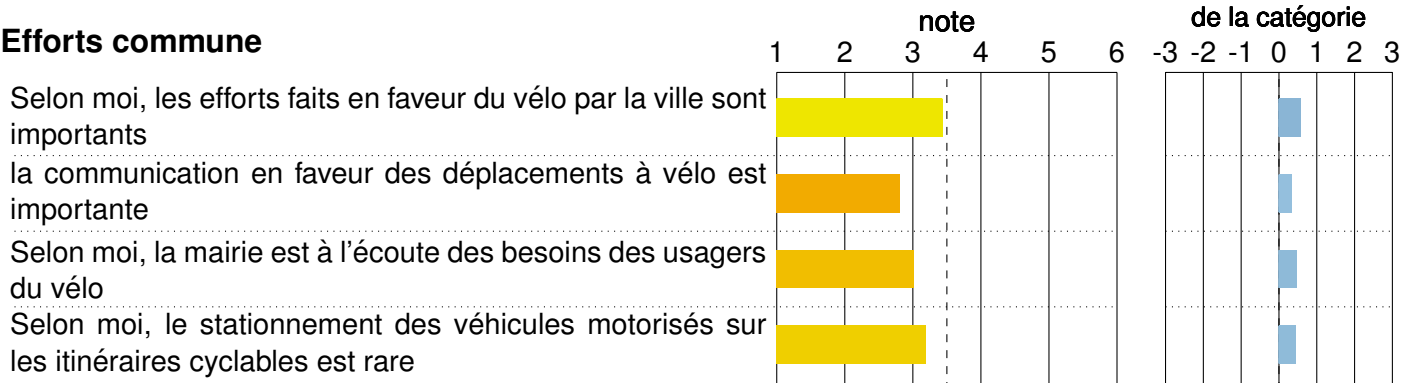 note
de la catégorie
Efforts commune
1 2 3 4 5 6
-3 -2 -1 0 1 2 3
Selon moi, les efforts faits en faveur du vélo par la ville sont
importants
la communication en faveur des déplacements à vélo est
importante
Selon moi, la mairie est à l'écoute des besoins des usagers
du vélo
Selon moi, le stationnement des véhicules motorisés sur
les itinéraires cyclables est rare